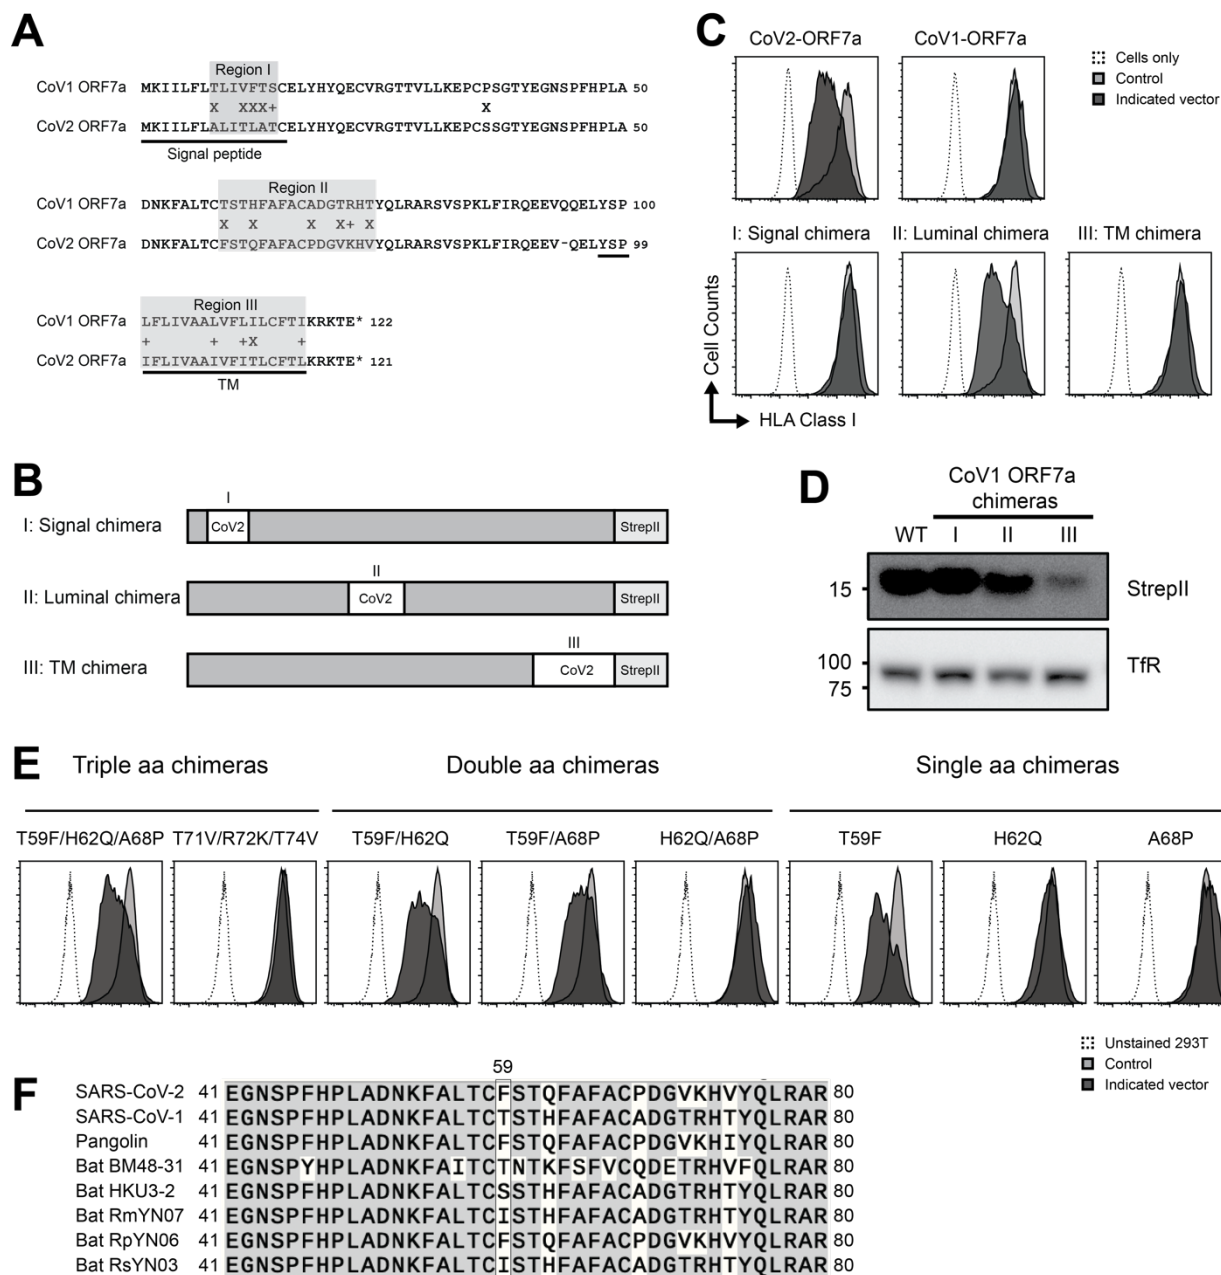 A
Region I
CoV1 ORF7a MKIILFLTLIVFTSCELYHYQECVRGTTVLLKEPCPSGTYEGNSPFHPLA 50
X XXX+ X
CoV2 ORF7a MKIILFLALITLATCELYHYQECVRGTTVLLKEPCSSGTYEGNSPFHPLA 50
Signal peptide
Region II
CoV1 ORF7a DNKFALTCTSTHFAFACADGTRHTYQLRARSVSPKLFIRQEEVQQELYSP 100
X X X X+ X
CoV2 ORF7a DNKFALTCFSTQFAFACPDGVKHVYQLRARSVSPKLFIRQEEV-QELYSP 99
Region III
CoV1 ORF7a LFLIVAALVFLILCFTIKRKTE* 122
+ + +X +
CoV2 ORF7a IFLIVAAIVFITLCFTLKRKTE* 121
TM
B
I
I: Signal chimera CoV2 StrepII
II
II: Luminal chimera CoV2 StrepII
III
III: TM chimera CoV2 StrepII
C
CoV2-ORF7a CoV1-ORF7a
Cells only
Control
Indicated vector
I: Signal chimera II: Luminal chimera III: TM chimera
Cell Counts
HLA Class I
D
CoV1 ORF7a
chimeras
WT I II III
15 StrepII
100
75 TfR
E
Triple aa chimeras Double aa chimeras Single aa chimeras
T59F/H62Q/A68P T71V/R72K/T74V T59F/H62Q T59F/A68P H62Q/A68P T59F H62Q A68P
Unstained 293T
Control
Indicated vector
F
59
SARS-CoV-2 41 EGNSPFHPLADNKFALTCFSTQFAFACPDGVKHVYQLRAR 80
SARS-CoV-1 41 EGNSPFHPLADNKFALTCTSTHFAFACADGTRHTYQLRAR 80
Pangolin 41 EGNSPFHPLADNKFALTCFSTQFAFACPDGVKHIYQLRAR 80
Bat BM48-31 41 EGNSPYHPLADNKFAITCTNTKFSFVCQDETRHVFQLRAR 80
Bat HKU3-2 41 EGNSPFHPLADNKFALTCSSTHFAFACADGTRHTYQLRAR 80
Bat RmYN07 41 EGNSPFHPLADNKFALTCISTHFAFACADGTRHTYQLRAR 80
Bat RpYN06 41 EGNSPFHPLADNKFALTCFSTQFAFACPDGVKHVYQLRAR 80
Bat RsYN03 41 EGNSPFHPLADNKFALTCISTHFAFACADGTRHTYQLRAR 80